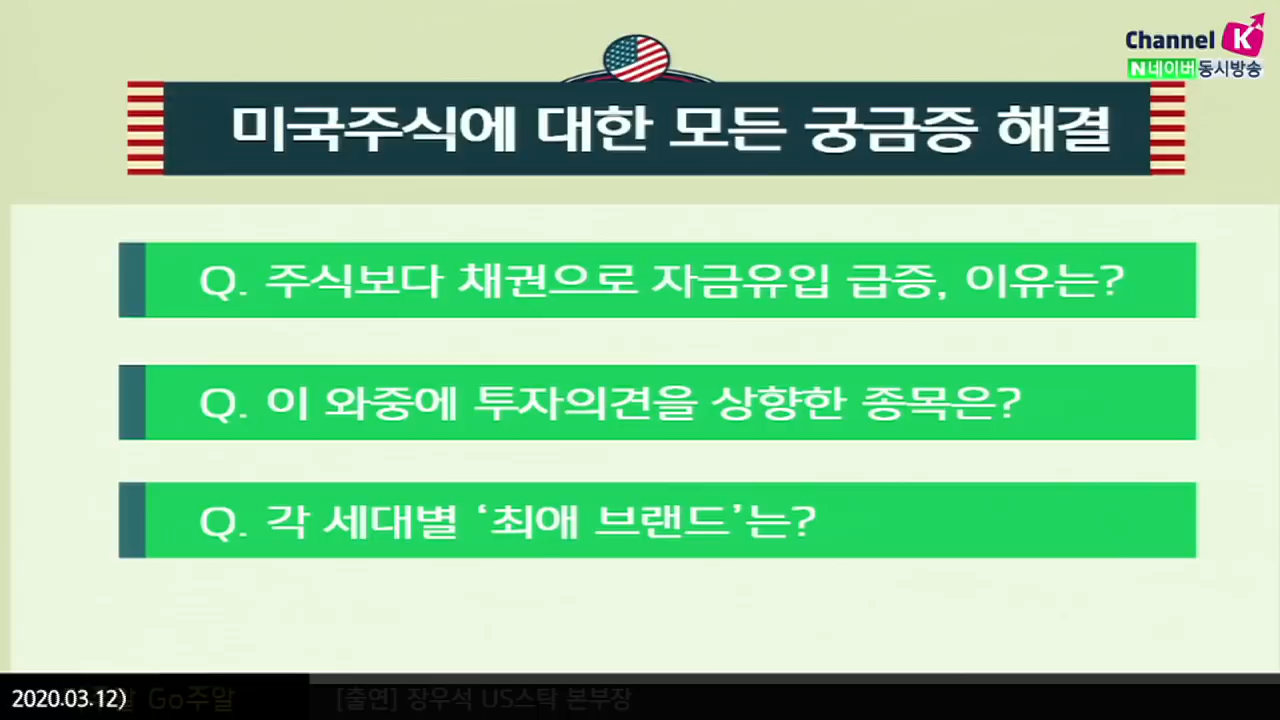 Channel K
N네이버 동시방송
미국주식에 대한 모든 궁금증 해결
Q. 주식보다 채권으로 자금유입 급증, 이유는?
Q. 이 와중에 투자의견을 상향한 종목은?
Q. 각 세대별 ‘최애 브랜드’는?
2020.03.12) Go주알 [출연] 장우석 US스탁 본부장